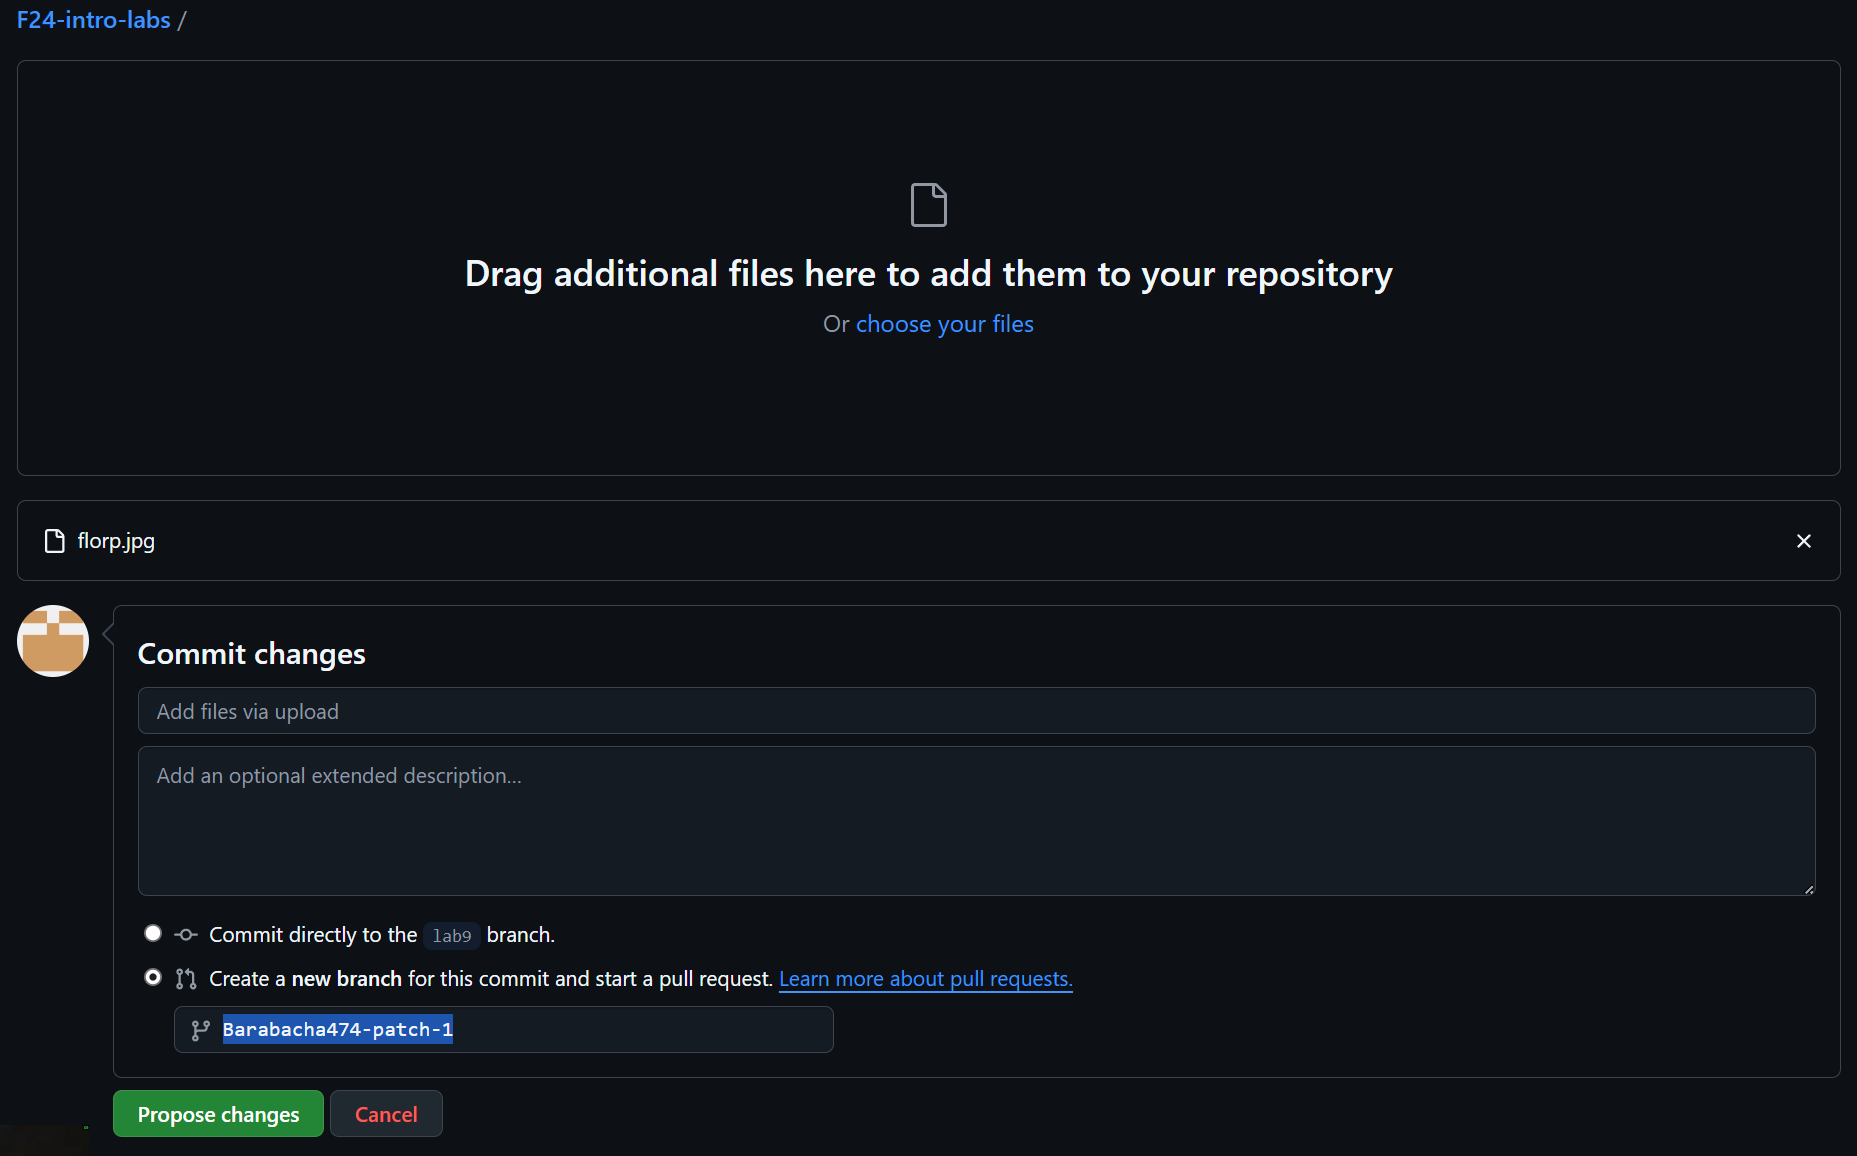 F24-intro-labs /
Drag additional files here to add them to your repository
Or choose your files
florp.jpg
Commit changes
Add files via upload
Add an optional extended description...
Commit directly to the lab9 branch.
Create a new branch for this commit and start a pull request. Learn more about pull requests.
Barabacha474-patch-1
Propose changes Cancel